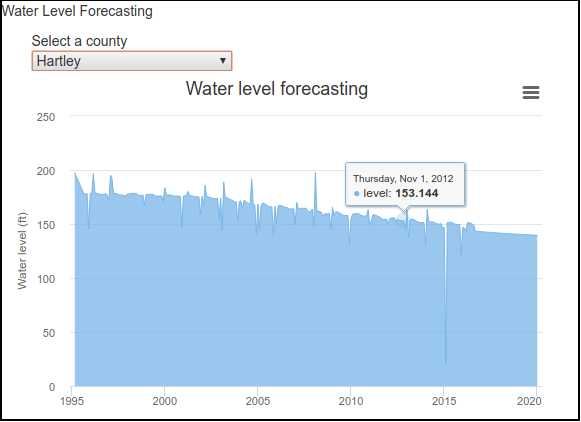 Water Level Forecasting
Select a county
Hartley
Water level forecasting
250
200
150
100
50
0
Water level (ft)
Thursday, Nov 1, 2012
level: 153.144
1995
2000
2005
2010
2015
2020